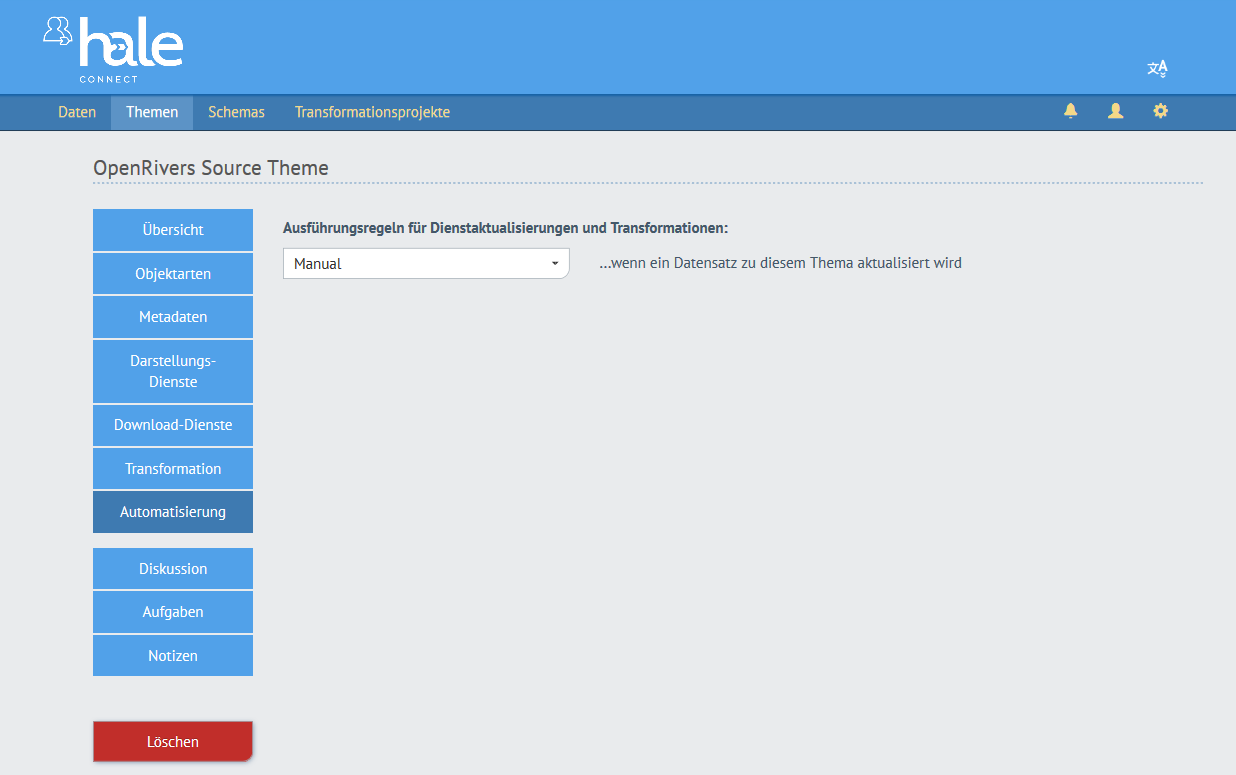 hale
CONNECT
Daten Themen Schemas Transformationsprojekte
OpenRivers Source Theme
Übersicht
Objektarten
Metadaten
Darstellungs-
Dienste
Download-Dienste
Transformation
Automatisierung
Diskussion
Aufgaben
Notizen
Löschen
Ausführungsregeln für Dienstaktualisierungen und Transformationen:
Manual ...wenn ein Datensatz zu diesem Thema aktualisiert wird